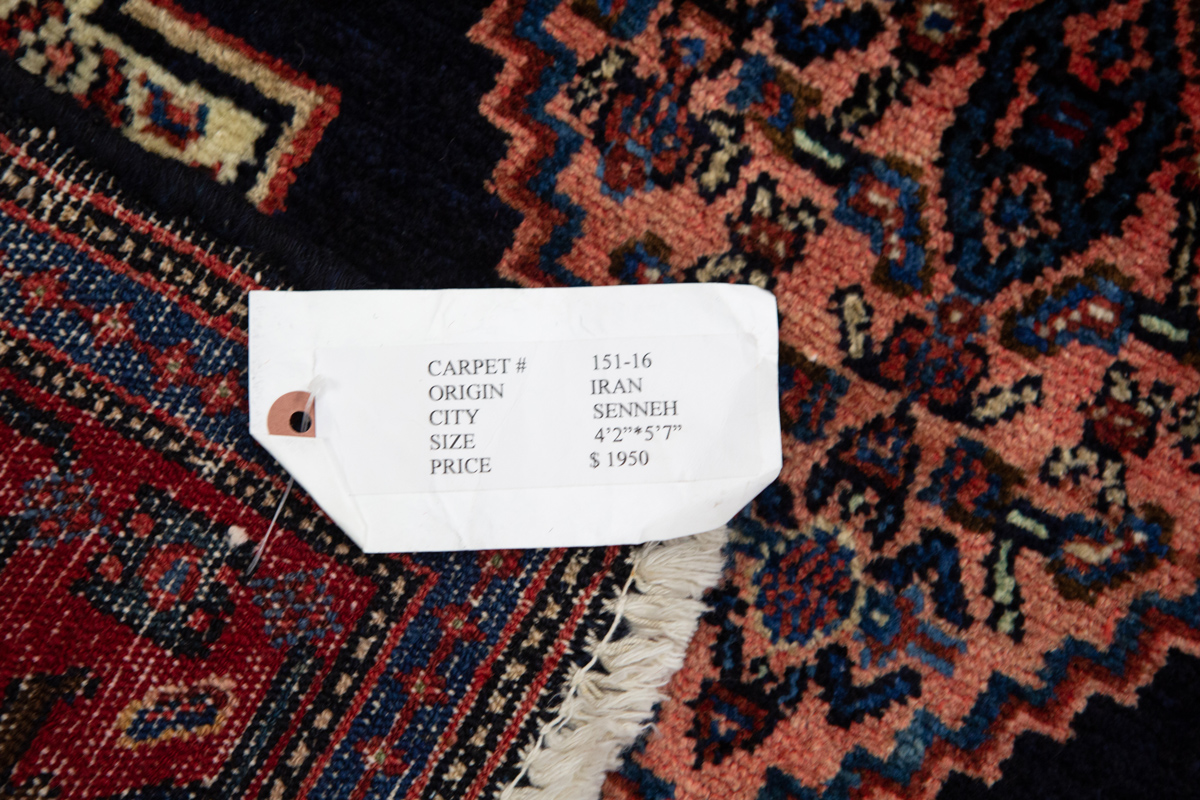 CARPET # 151-16
ORIGIN IRAN
CITY SENNEH
SIZE 4'2”*5'7”
PRICE $ 1950